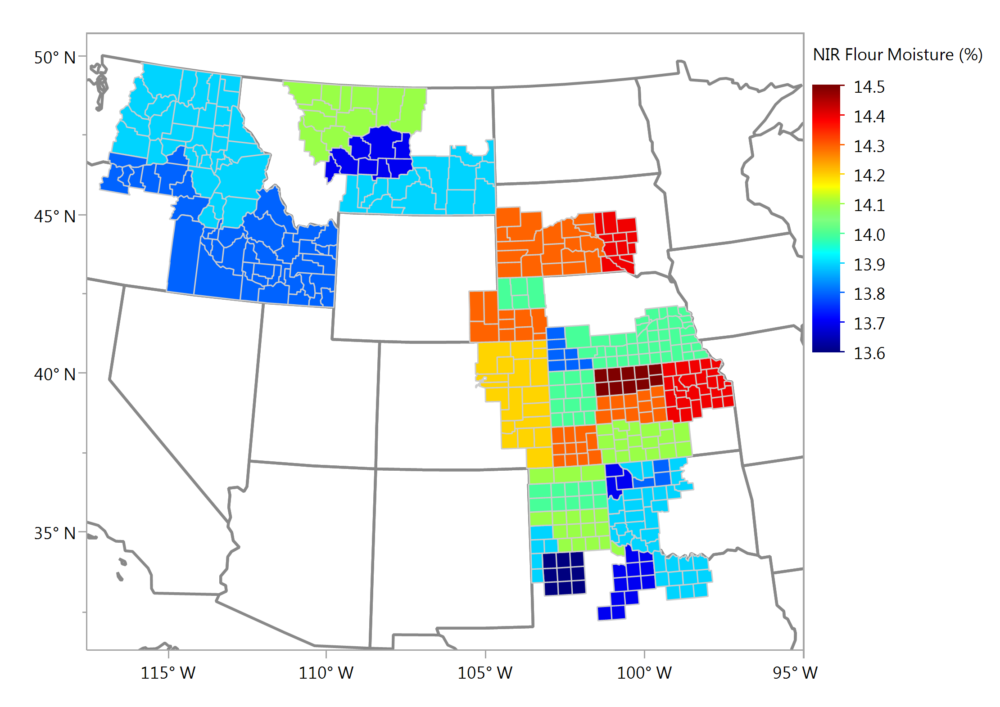 NIR Flour Moisture (%)
50° N
45° N
40° N
35° N
14.5
14.4
14.3
14.2
14.1
14.0
13.9
13.8
13.7
13.6
115° W
110° W
105° W
100° W
95° W